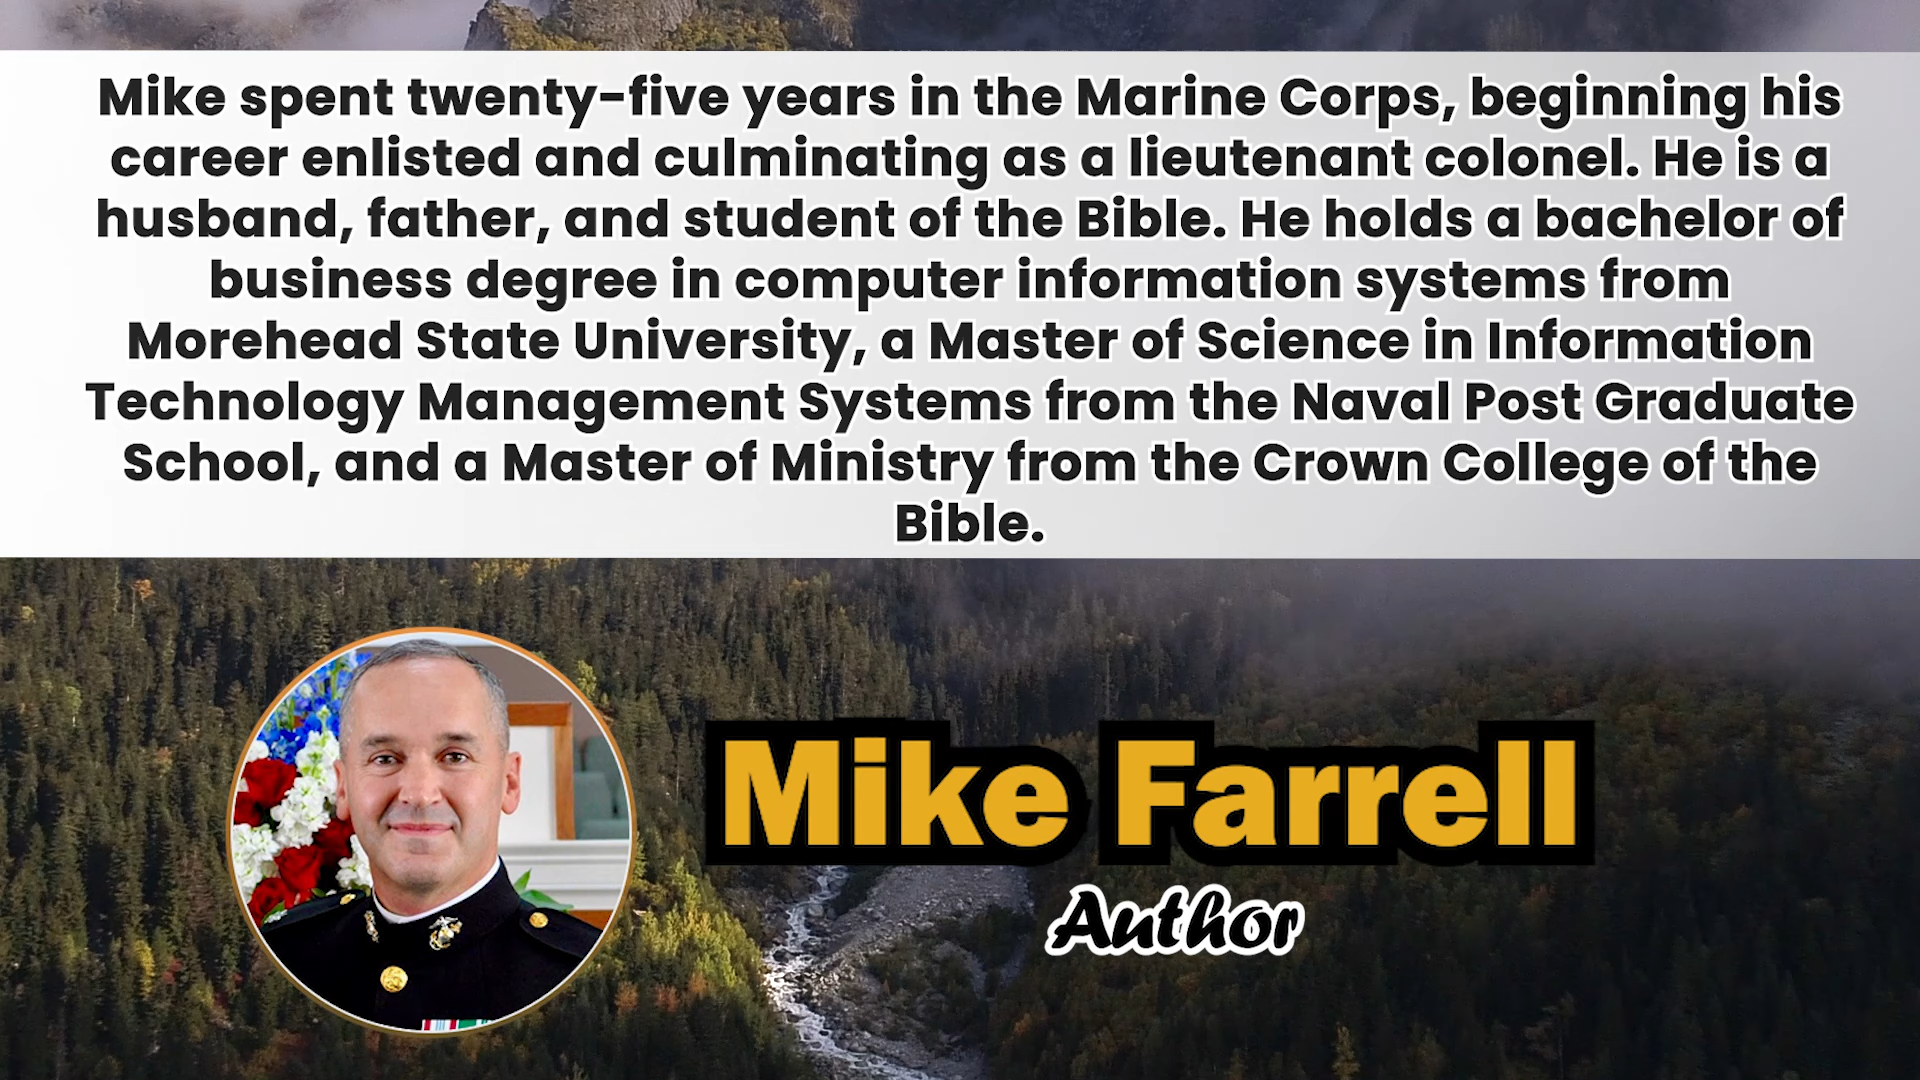 Mike spent twenty-five years in the Marine Corps, beginning his
career enlisted and culminating as a lieutenant colonel. He is a
husband, father, and student of the Bible. He holds a bachelor of
business degree in computer information systems from
Morehead State University, a Master of Science in Information
Technology Management Systems from the Naval Post Graduate
School, and a Master of Ministry from the Crown College of the
Bible.
Mike Farrell
Author